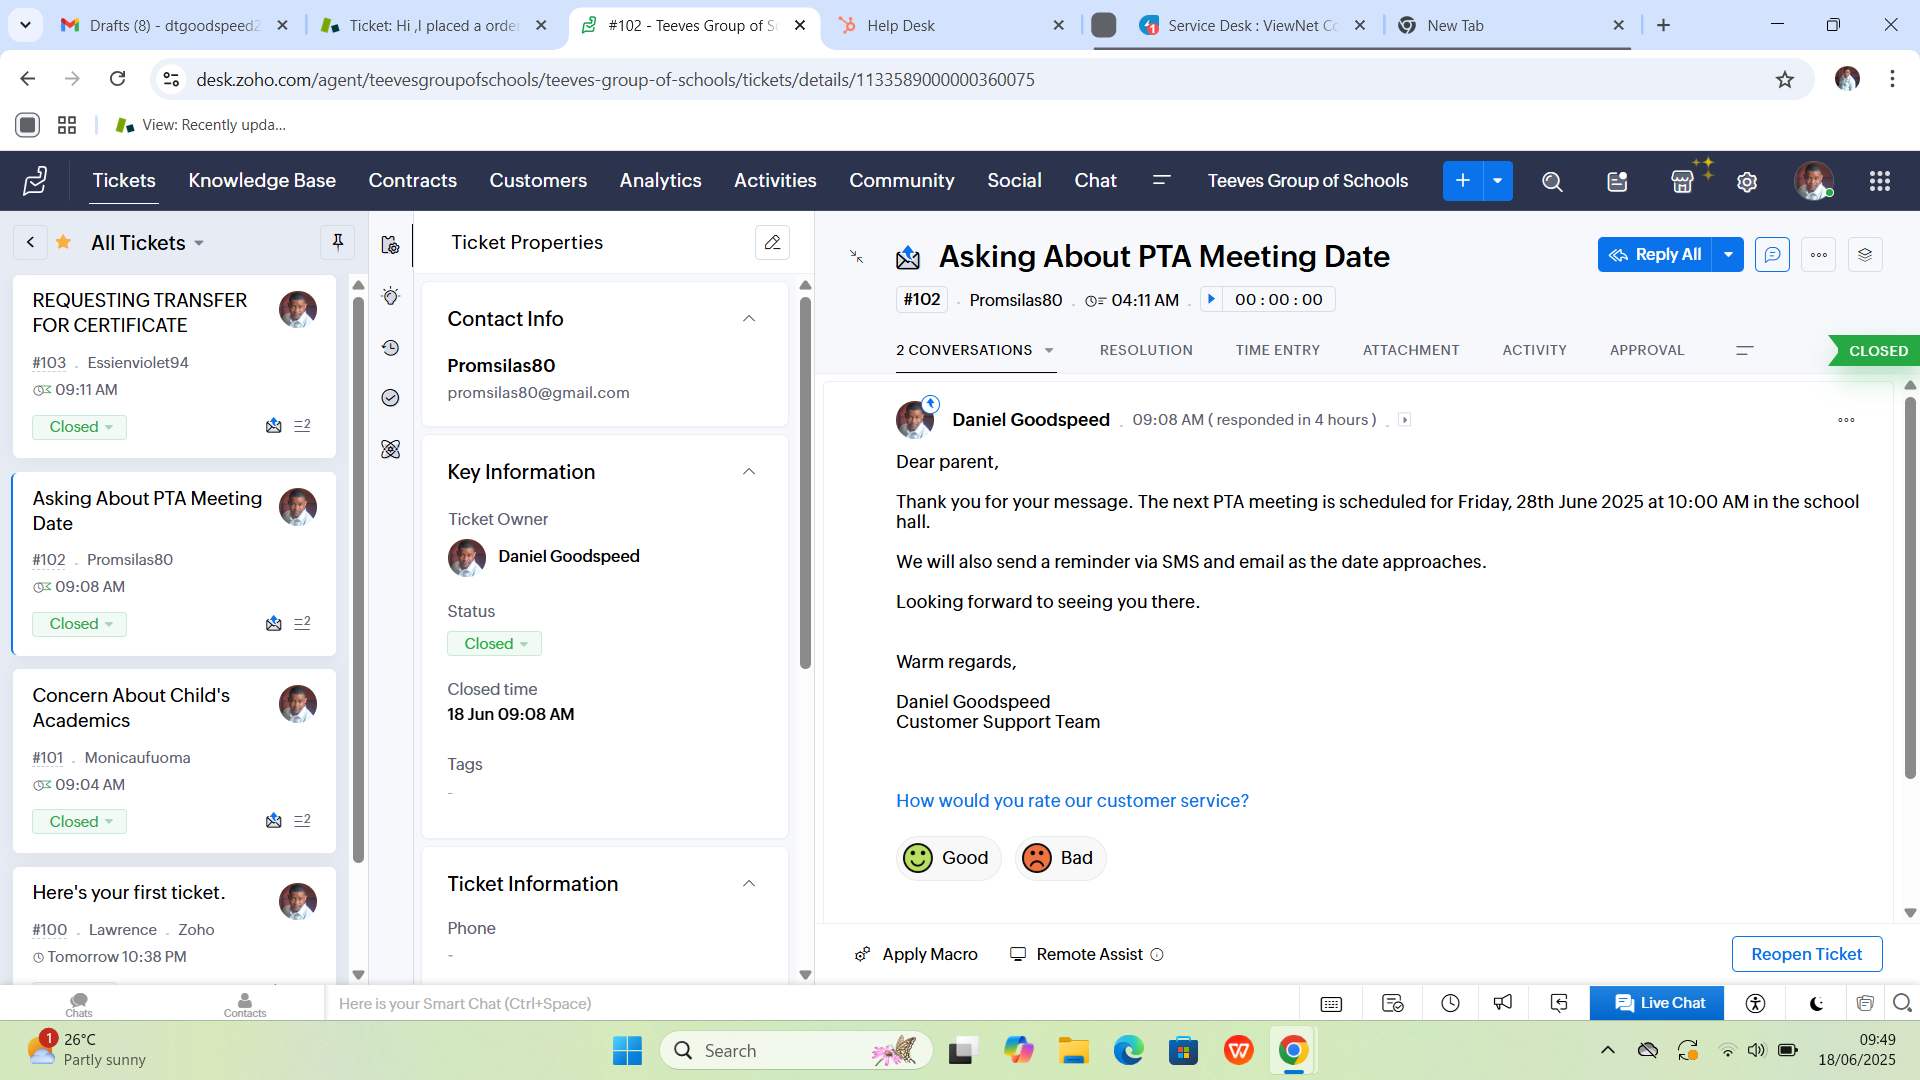 Drafts (8) - dtgoodspeed2
Ticket: Hi ,I placed a order
#102 - Teeves Group of Sc
Help Desk
1
Service Desk : ViewNet Co
New Tab
desk.zoho.com/agent/teevesgroupofschools/teeves-group-of-schools/tickets/details/1133589000000360075
View: Recently upda...
Tickets
Knowledge Base
Contracts
Customers
Analytics
Activities
Community
Social
Chat
Teeves Group of Schools
All Tickets
REQUESTING TRANSFER
FOR CERTIFICATE
#103 . Essienviolet94
09:11 AM
Closed
2
Asking About PTA Meeting
Date
#102 . Promsilas80
09:08 AM
Closed
2
Concern About Child's
Academics
#101 . Monicaufuoma
09:04 AM
Closed
2
Here's your first ticket.
#100 . Lawrence . Zoho
Tomorrow 10:38 PM
Ticket Properties
Contact Info
Promsilas80
promsilas80@gmail.com
Key Information
Ticket Owner
Daniel Goodspeed
Status
Closed
Closed time
18 Jun 09:08 AM
Tags
-
Ticket Information
Phone
-
Asking About PTA Meeting Date
Reply All
#102 . Promsilas80 . 04:11 AM . 00 : 00 : 00
2 CONVERSATIONS
RESOLUTION
TIME ENTRY
ATTACHMENT
ACTIVITY
APPROVAL
CLOSED
Daniel Goodspeed . 09:08 AM ( responded in 4 hours ) .
Dear parent,
Thank you for your message. The next PTA meeting is scheduled for Friday, 28th June 2025 at 10:00 AM in the school
hall.
We will also send a reminder via SMS and email as the date approaches.
Looking forward to seeing you there.
Warm regards,
Daniel Goodspeed
Customer Support Team
How would you rate our customer service?
Good
Bad
Apply Macro
Remote Assist
Reopen Ticket
Chats
Contacts
Here is your Smart Chat (Ctrl+Space)
Live Chat
1
26°C
Partly sunny
Search
09:49
18/06/2025